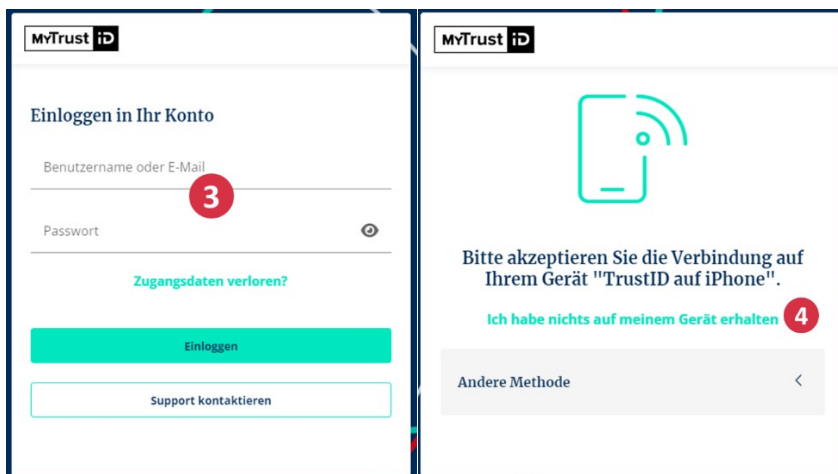 MYTrust iD
Einloggen in Ihr Konto
Benutzername oder E-Mail
3
Passwort
Zugangsdaten verloren?
Einloggen
Support kontaktieren
MYTrust iD
Bitte akzeptieren Sie die Verbindung auf
Ihrem Gerät "TrustID auf iPhone".
Ich habe nichts auf meinem Gerät erhalten 4
Andere Methode